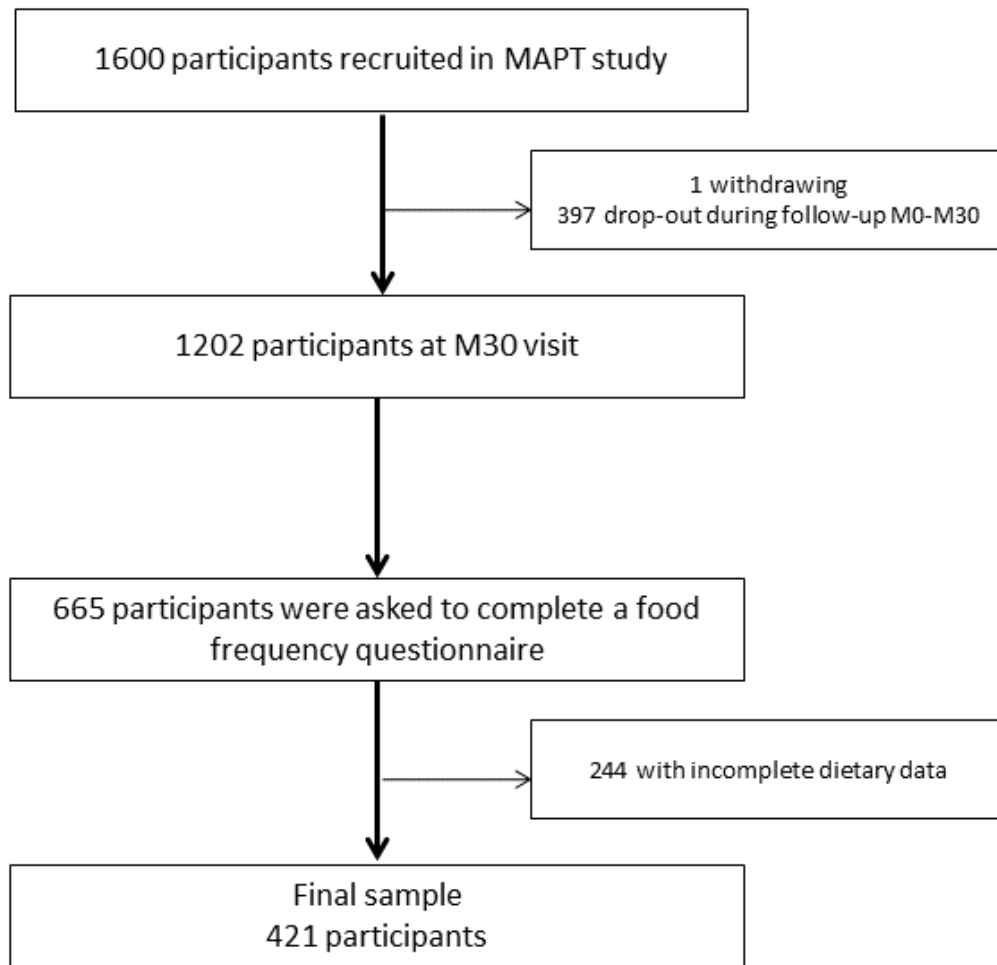 1600 participants recruited in MAPT study
1 withdrawing
397 drop-out during follow-up M0-M30
1202 participants at M30 visit
665 participants were asked to complete a food
frequency questionnaire
244 with incomplete dietary data
Final sample
421 participants